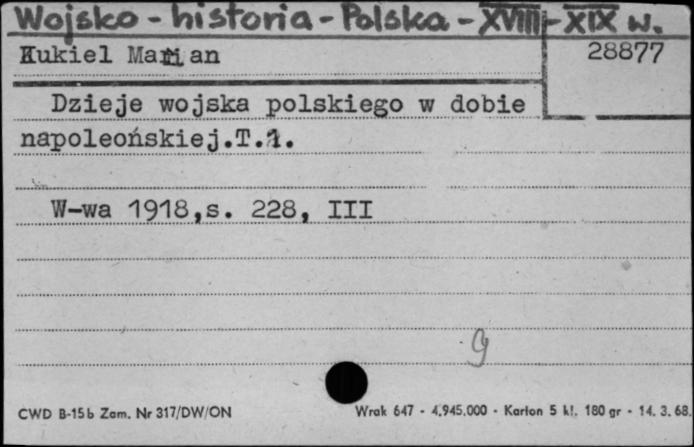 Wojsko - historia - Polska - XVIII - XIX w.
Kukiel Marian
28877
Dzieje wojska polskiego w dobie
napoleońskiej.T.1.
W-wa 1918,s. 228, III
g
CWD B-15b Zam. Nr 317/DW/ON
Wrak 647 - 4.945.000 - Karton 5 kl. 180 gr - 14. 3. 68.